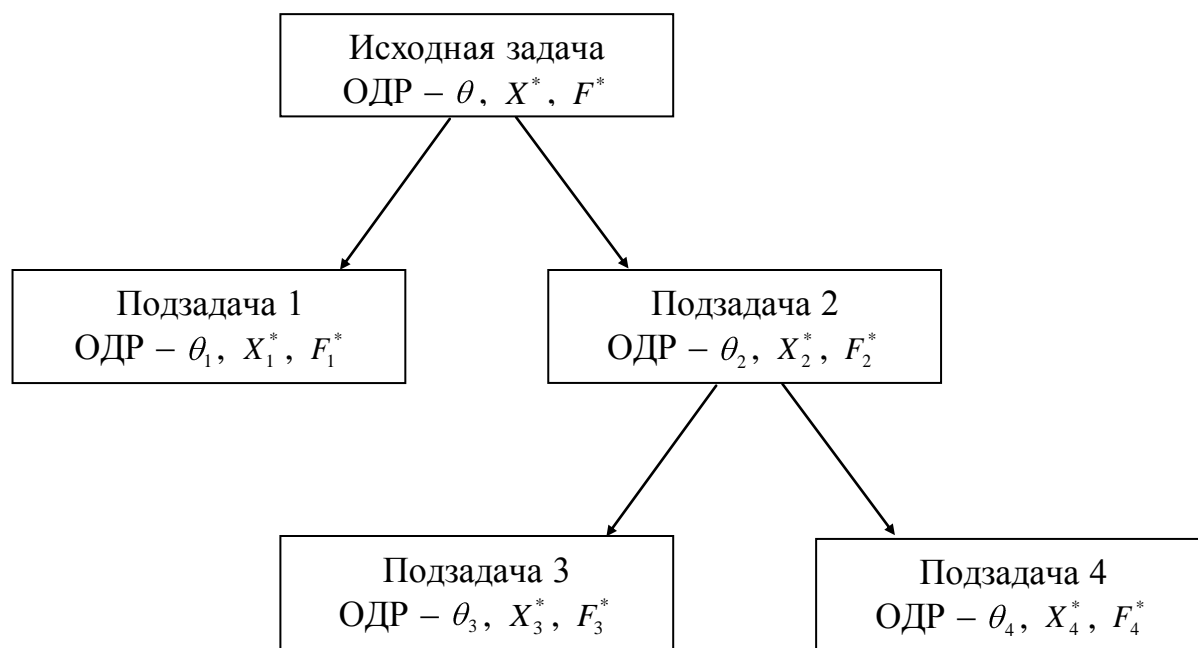 Исходная задача
ОДР – θ, X*, F*
Подзадача 1
ОДР – θ₁, X₁*, F₁*
Подзадача 2
ОДР – θ₂, X₂*, F₂*
Подзадача 3
ОДР – θ₃, X₃*, F₃*
Подзадача 4
ОДР – θ₄, X₄*, F₄*